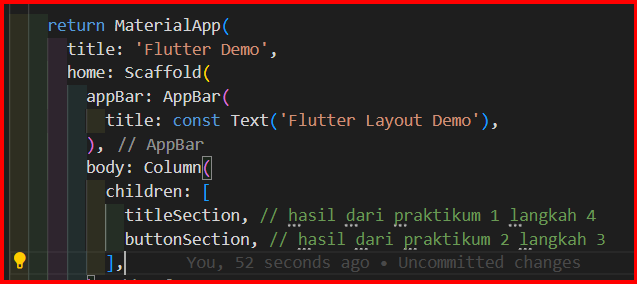 return MaterialApp(
title: 'Flutter Demo',
home: Scaffold(
appBar: AppBar(
title: const Text('Flutter Layout Demo'),
), // AppBar
body: Column(
children: [
titleSection, // hasil dari praktikum 1 langkah 4
buttonSection, // hasil dari praktikum 2 langkah 3
], You, 52 seconds ago • Uncommitted changes